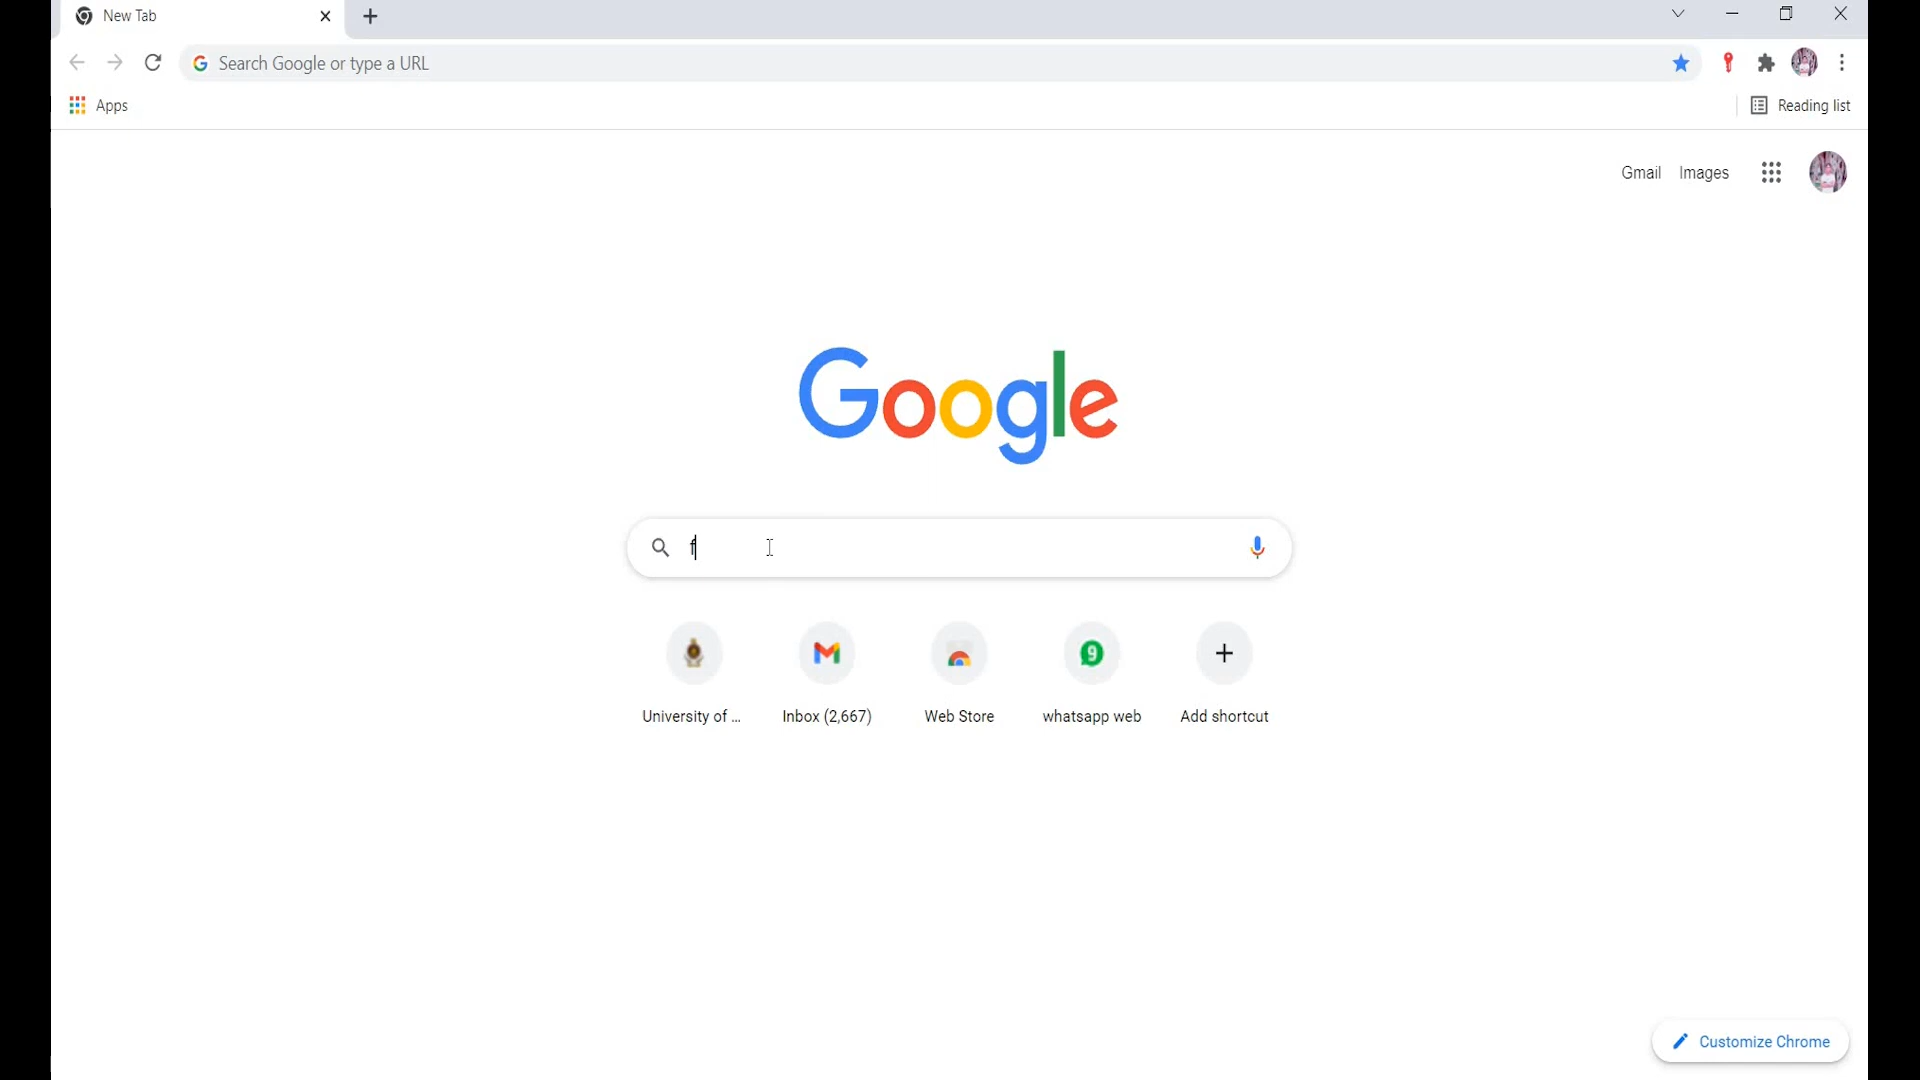 New Tab
Search Google or type a URL
Apps
Reading list
Gmail Images
Google
f
University of ...
Inbox (2,667)
Web Store
9
whatsapp web
Add shortcut
Customize Chrome